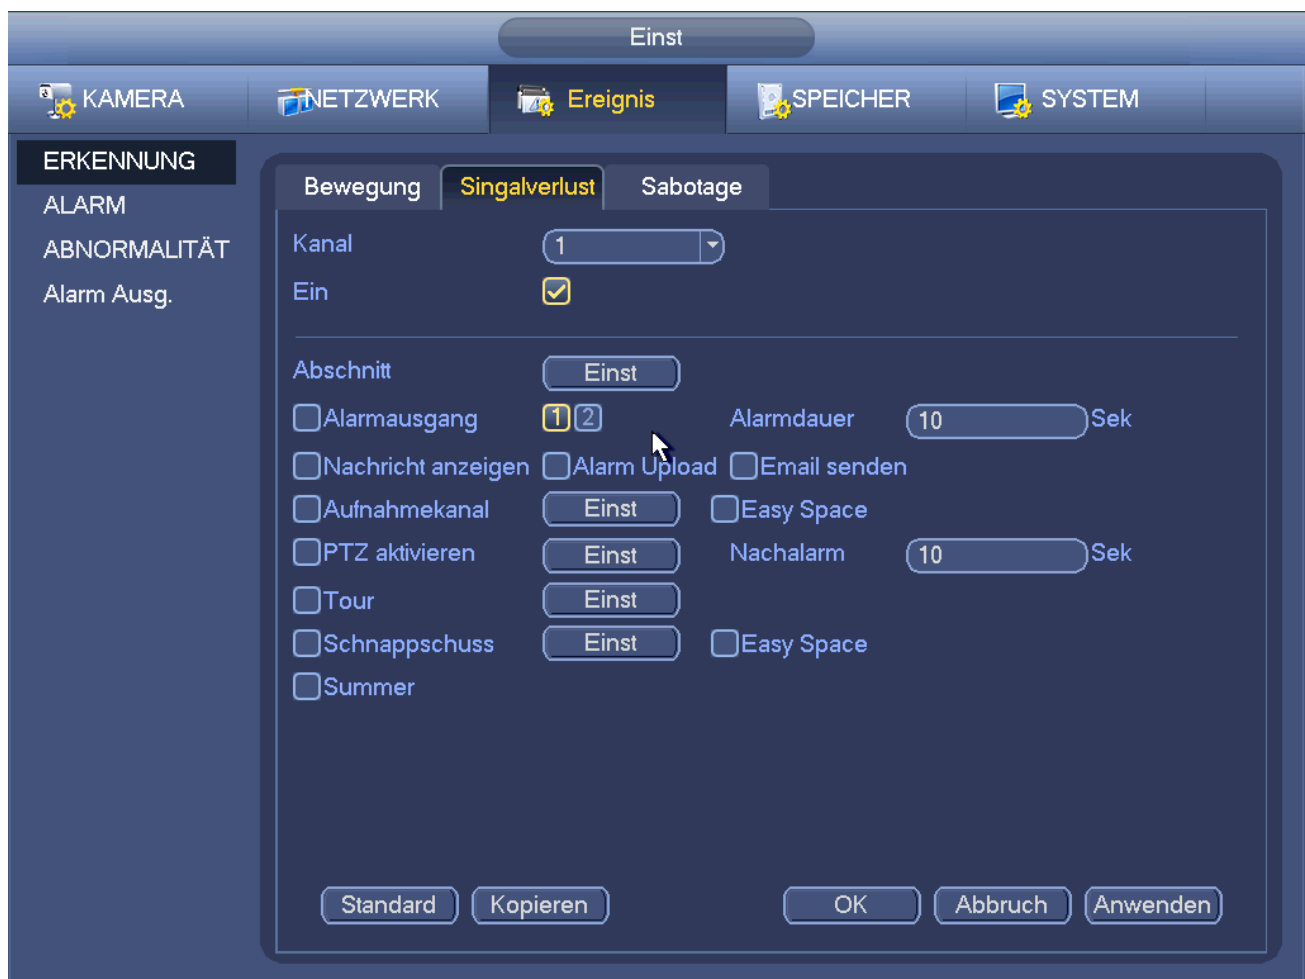 Einst
KAMERA NETZWERK Ereignis SPEICHER SYSTEM
ERKENNUNG
ALARM
ABNORMALITÄT
Alarm Ausg.
Bewegung Singalverlust Sabotage
Kanal 1
Ein
Abschnitt Einst
Alarmausgang 1 2 Alarmdauer 10 Sek
Nachricht anzeigen Alarm Upload Email senden
Aufnahmekanal Einst Easy Space
PTZ aktivieren Einst Nachalarm 10 Sek
Tour Einst
Schnappschuss Einst Easy Space
Summer
Standard Kopieren OK Abbruch Anwenden